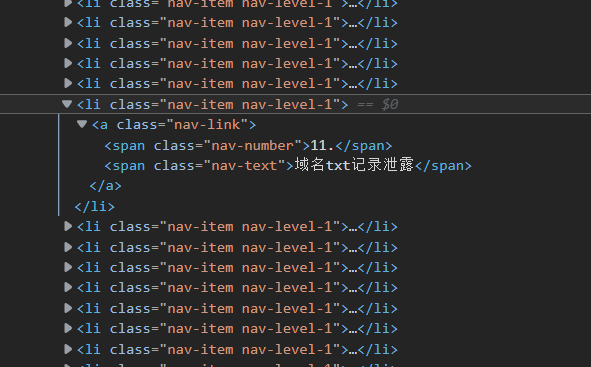 <li class="nav-item nav-level-1">…</li>
<li class="nav-item nav-level-1">…</li>
<li class="nav-item nav-level-1">…</li>
<li class="nav-item nav-level-1">…</li>
<li class="nav-item nav-level-1">…</li>
<li class="nav-item nav-level-1"> == $0
<a class="nav-link">
<span class="nav-number">11.</span>
<span class="nav-text">域名txt记录泄露</span>
</a>
</li>
<li class="nav-item nav-level-1">…</li>
<li class="nav-item nav-level-1">…</li>
<li class="nav-item nav-level-1">…</li>
<li class="nav-item nav-level-1">…</li>
<li class="nav-item nav-level-1">…</li>
<li class="nav-item nav-level-1">…</li>
<li class="nav-item nav-level-1">…</li>